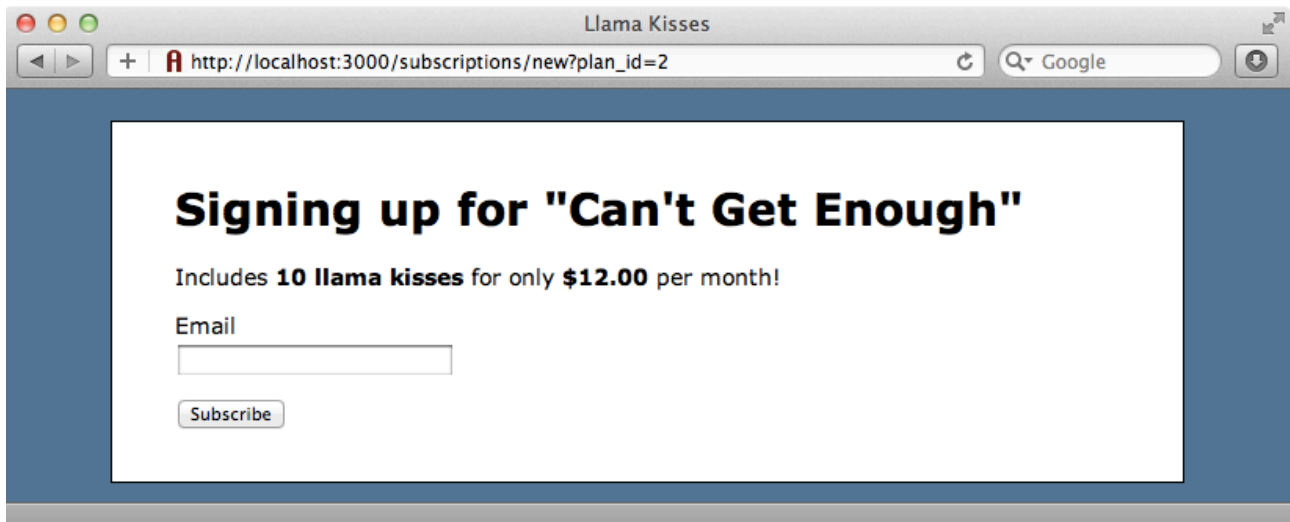 Llama Kisses
http://localhost:3000/subscriptions/new?plan_id=2
Google
Signing up for "Can't Get Enough"
Includes 10 llama kisses for only $12.00 per month!
Email
Subscribe